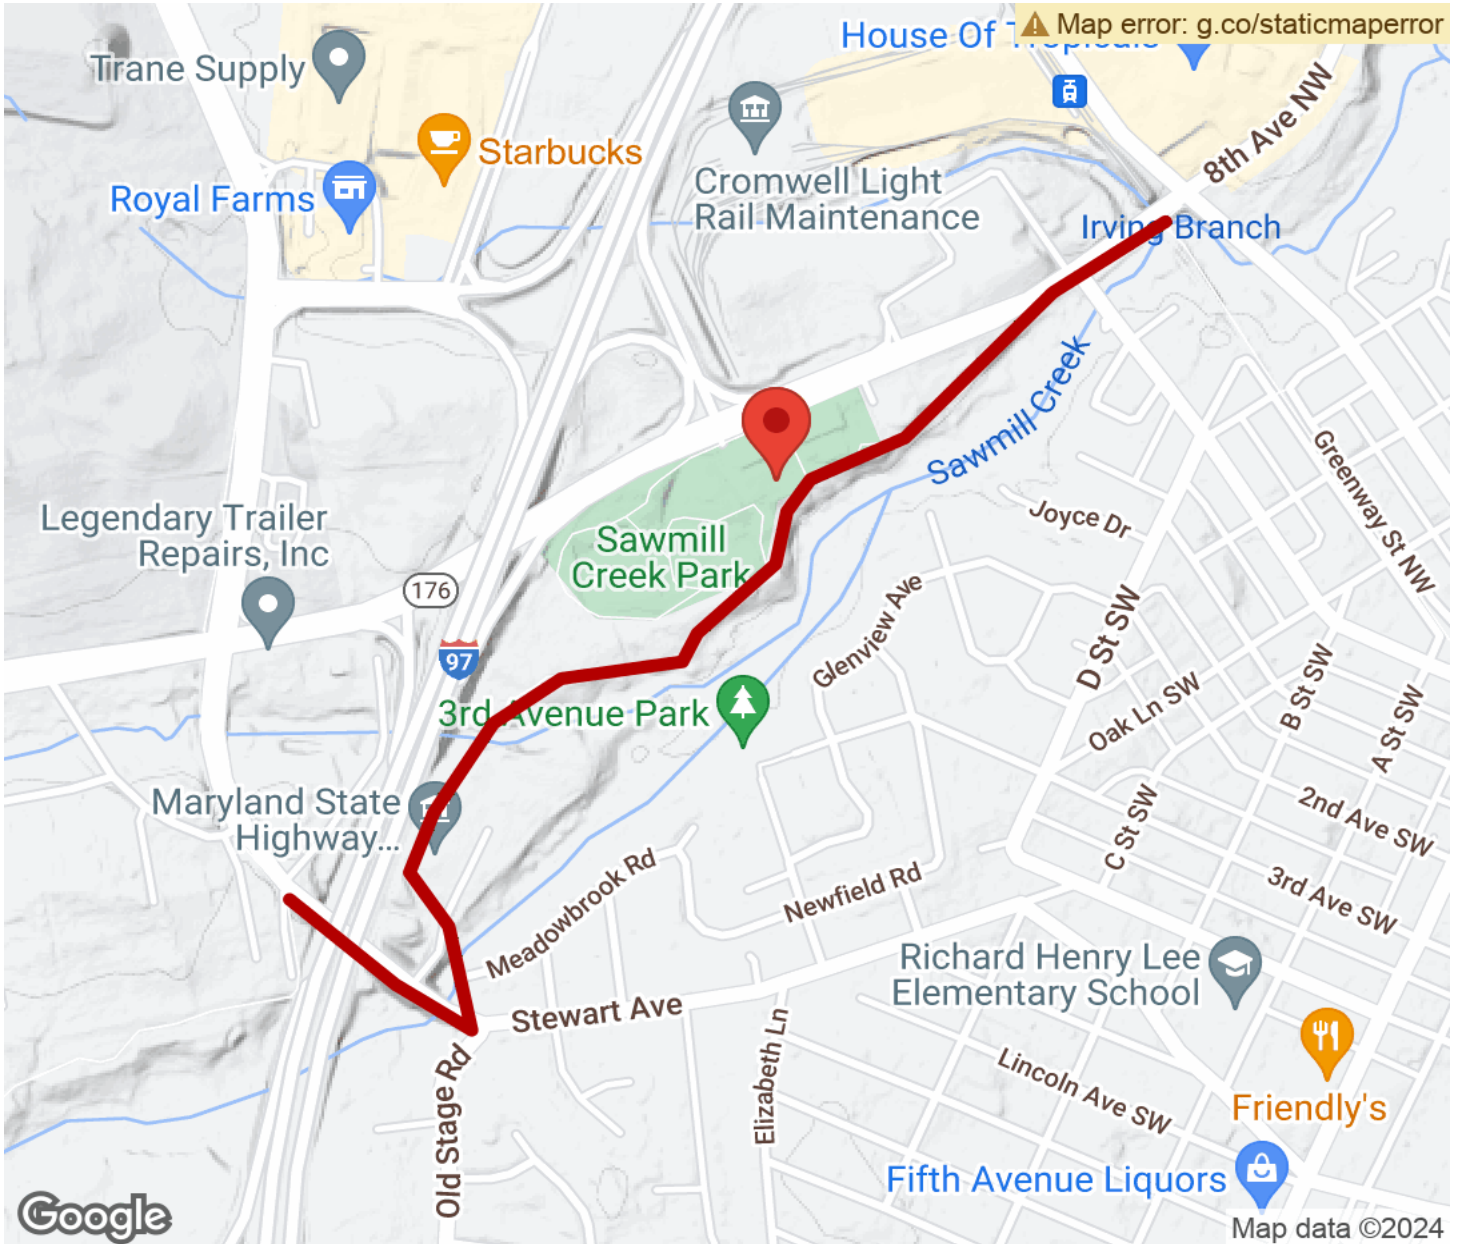 Map error: g.co/staticmaperror
House Of Tropicals
Trane Supply
8th Ave NW
Starbucks
Cromwell Light
Rail Maintenance
Royal Farms
Irving Branch
Sawmill Creek
Greenway St NW
Legendary Trailer
Repairs, Inc
Joyce Dr
Sawmill
Creek Park
176
97
Glenview Ave
D St SW
B St SW
Oak Ln SW
A St SW
3rd Avenue Park
Maryland State
Highway...
2nd Ave SW
C St SW
Meadowbrook Rd
Newfield Rd
3rd Ave SW
Richard Henry Lee
Elementary School
Stewart Ave
Elizabeth Ln
Old Stage Rd
Lincoln Ave SW
Friendly's
Fifth Avenue Liquors
Google
Map data ©2024